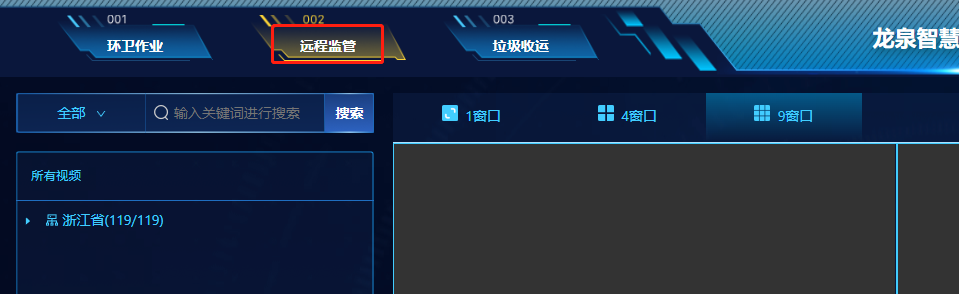 001
002
003
环卫作业
远程监管
垃圾收运
龙泉智慧
全部
输入关键词进行搜索
搜索
1窗口
4窗口
9窗口
所有视频
浙江省(119/119)